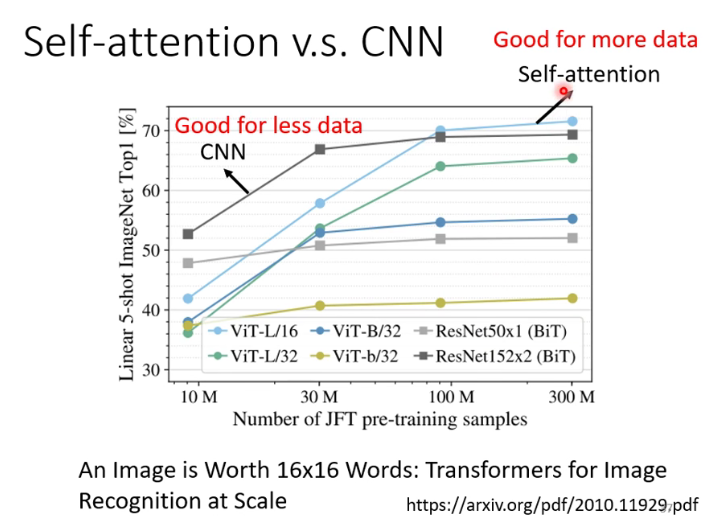 Self-attention v.s. CNN
Good for more data
Self-attention
Good for less data
CNN
Linear 5-shot ImageNet Top1 [%]
70
60
50
40
30
ViT-L/16 ViT-B/32 ResNet50x1 (BiT)
ViT-L/32 ViT-b/32 ResNet152x2 (BiT)
10 M 30 M 100 M 300 M
Number of JFT pre-training samples
An Image is Worth 16x16 Words: Transformers for Image
Recognition at Scale
https://arxiv.org/pdf/2010.11929.pdf